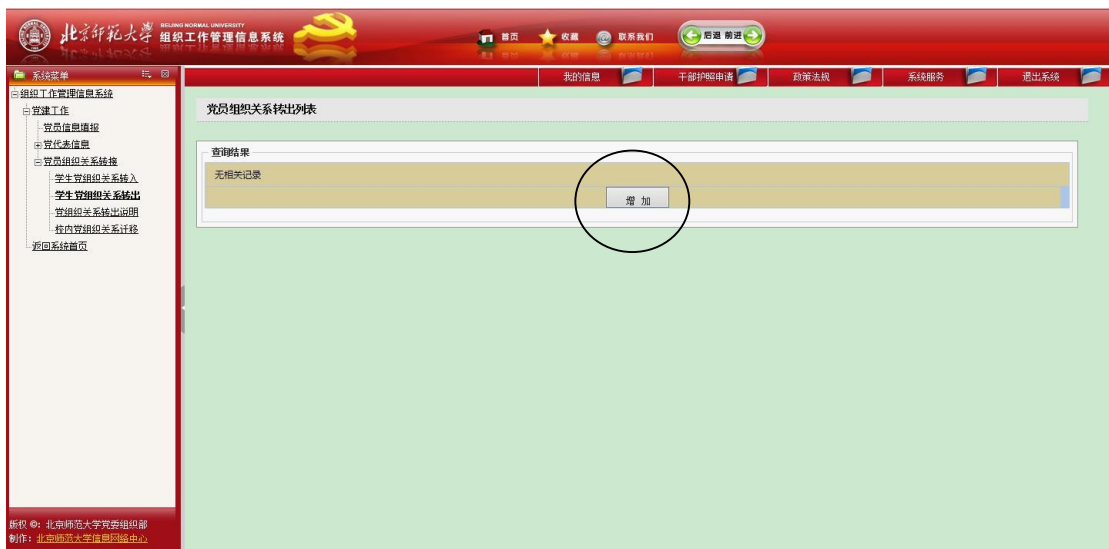 北京师范大学 BEIJING NORMAL UNIVERSITY
组织工作管理信息系统
首页 收藏 联系我们 后退 前进
系统菜单
我的信息 干部护照申请 政策法规 系统服务 退出系统
组织工作管理信息系统
党建工作
党员信息填报
党代表信息
党员组织关系转接
学生党组织关系转入
学生党组织关系转出
党组织关系转出说明
校内党组织关系迁移
返回系统首页
党员组织关系转出列表
查询结果
无相关记录
增 加
版权 ©: 北京师范大学党委组织部
制作: 北京师范大学信息网络中心